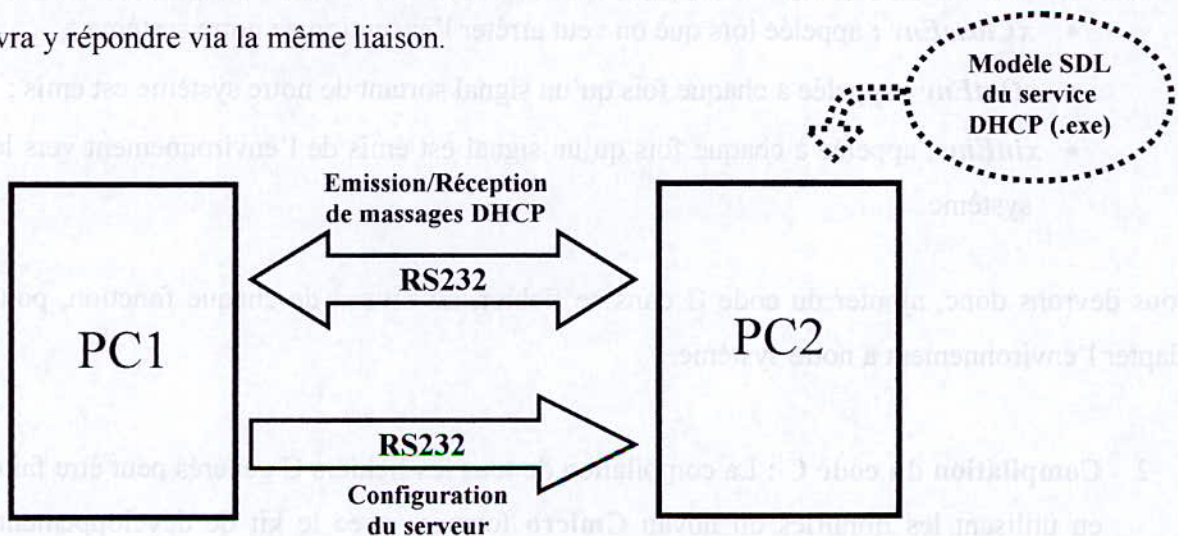 vra y répondre via la même liaison.
Modèle SDL
du service
DHCP (.exe)
Emission/Réception
de massages DHCP
RS232
PC1
PC2
RS232
Configuration
du serveur